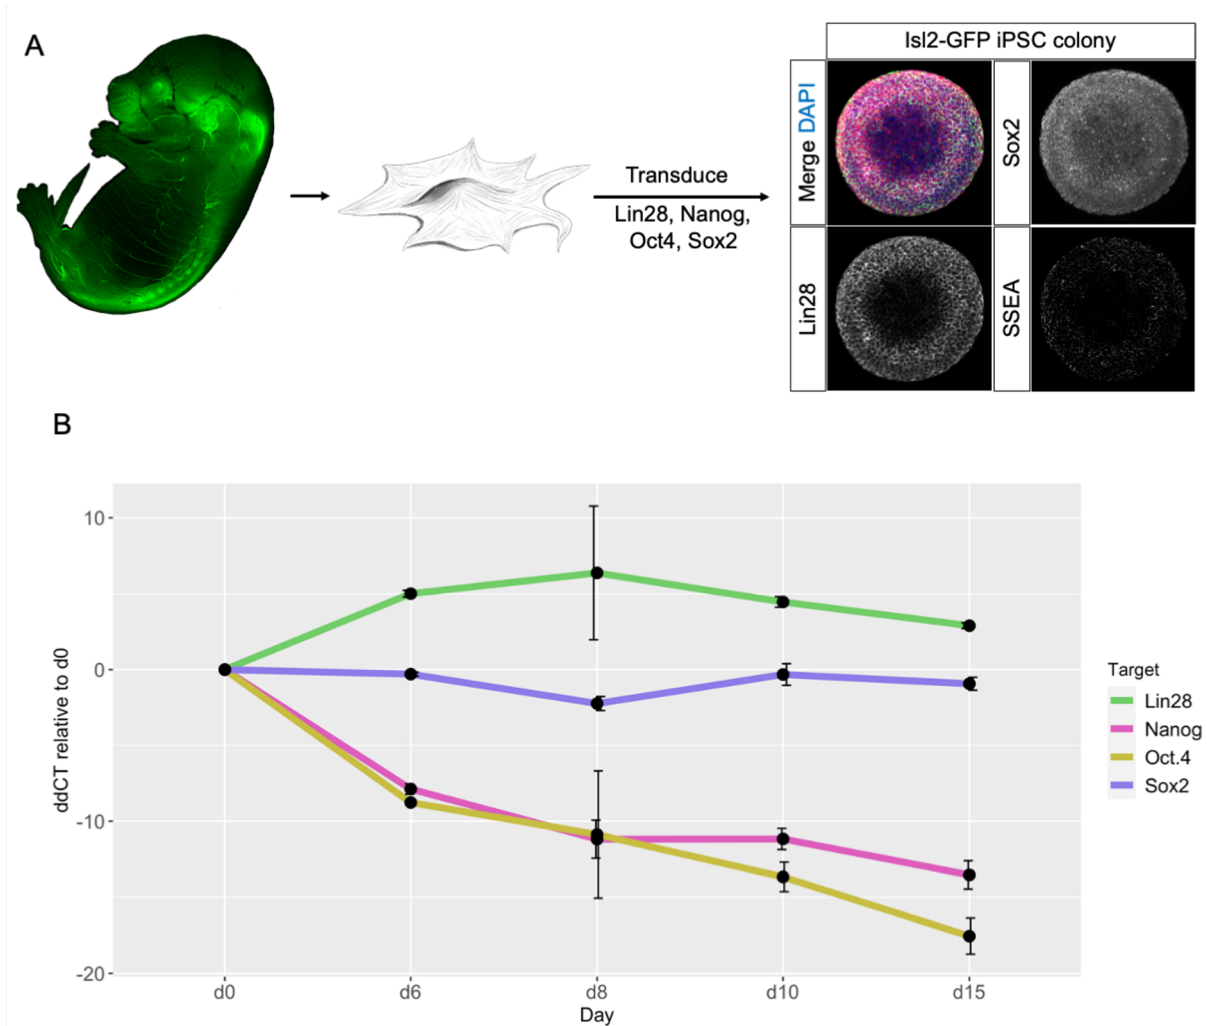 A
Isl2-GFP iPSC colony
Merge DAPI
Sox2
Transduce
Lin28, Nanog,
Oct4, Sox2
Lin28
SSEA
B
ddCT relative to d0
10
0
-10
-20
d0 d6 d8 d10 d15
Day
Target
Lin28
Nanog
Oct.4
Sox2